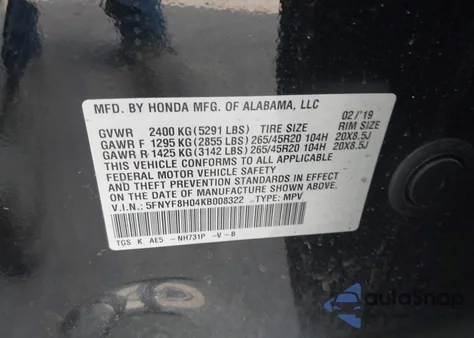 MFD. BY HONDA MFG. OF ALABAMA, LLC
02/'19
GVWR 2400 KG (5291 LBS) TIRE SIZE RIM SIZE
GAWR F 1295 KG (2855 LBS) 265/45R20 104H 20X8.5J
GAWR R 1425 KG (3142 LBS) 265/45R20 104H 20X8.5J
THIS VEHICLE CONFORMS TO ALL APPLICABLE
FEDERAL MOTOR VEHICLE SAFETY
AND THEFT PREVENTION STANDARDS IN EFFECT
ON THE DATE OF MANUFACTURE SHOWN ABOVE.
V.I.N.: 5FNYF8H04KB008322 TYPE: MPV
TGS K AE5 -NH731P -V-B
autoSnap